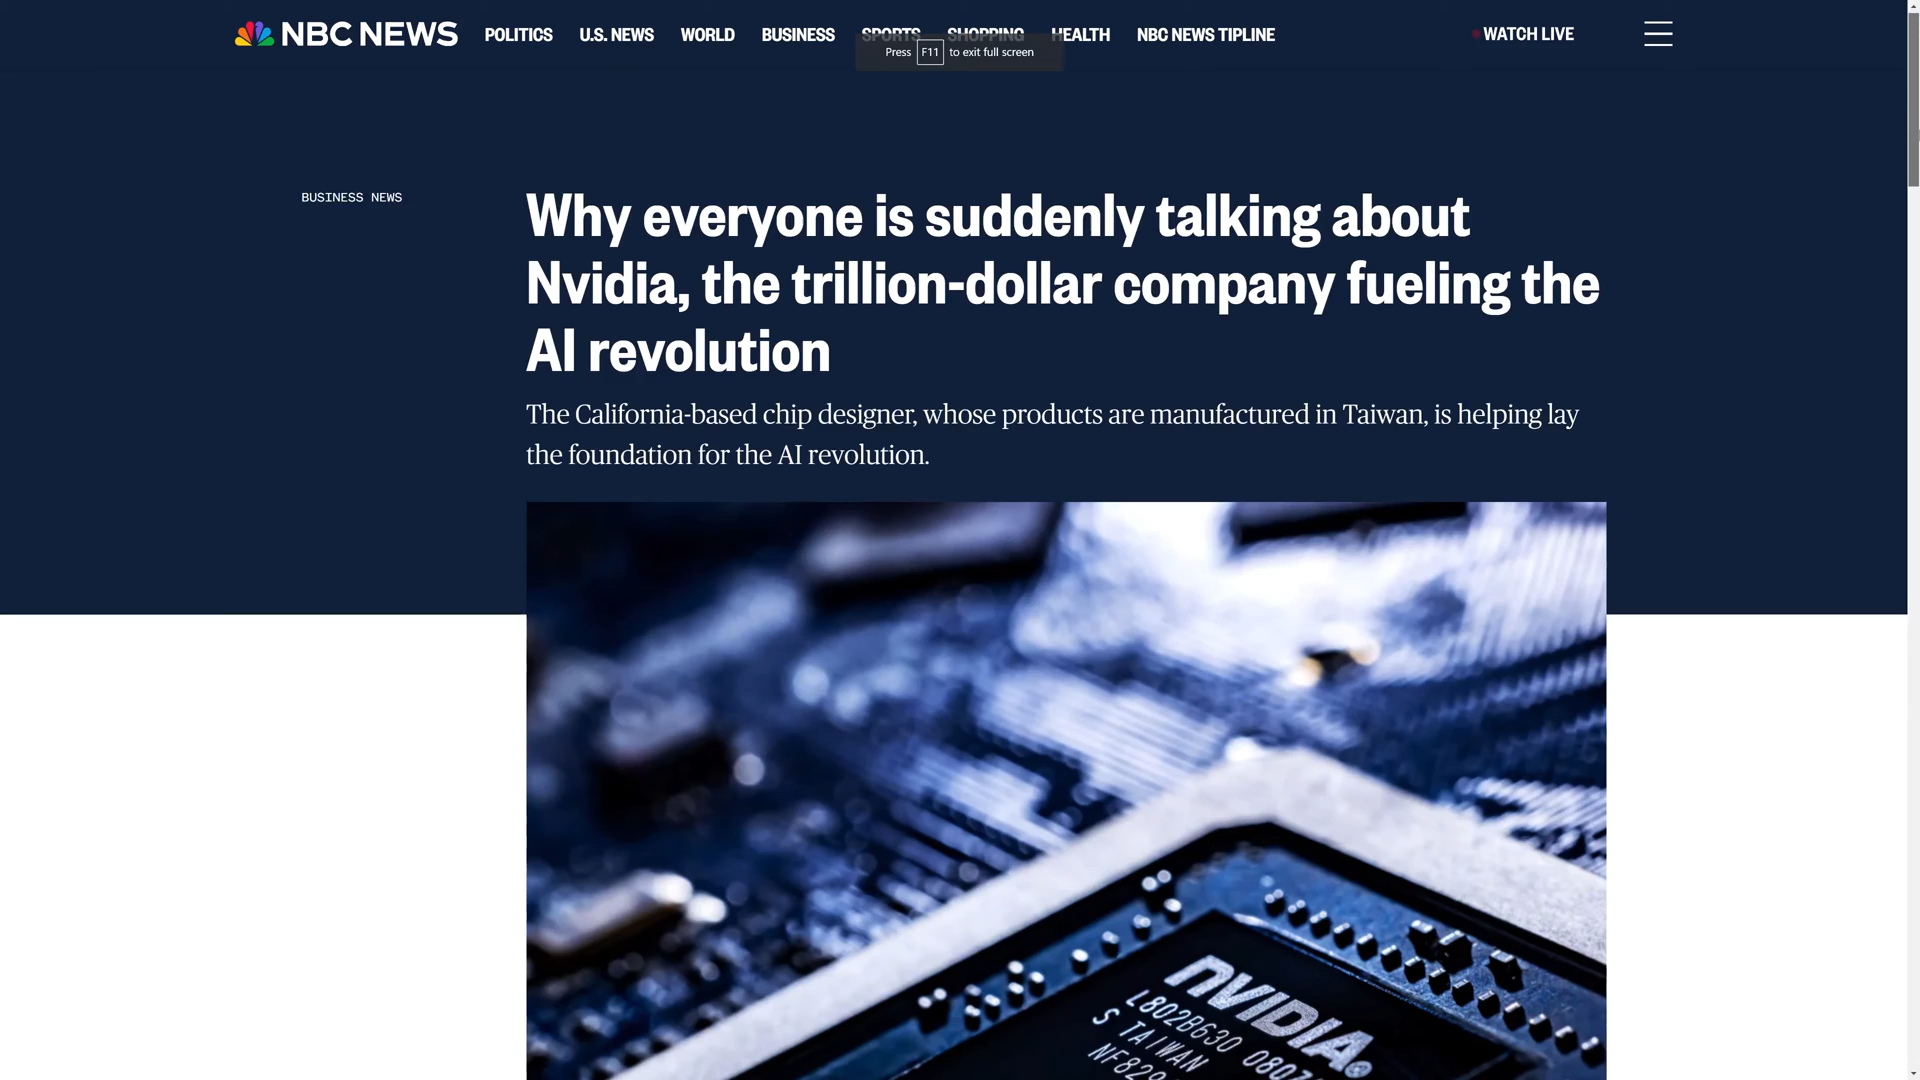 NBC NEWS POLITICS U.S. NEWS WORLD BUSINESS SPORTS SHOPPING HEALTH NBC NEWS TIPLINE WATCH LIVE
Press F11 to exit full screen
BUSINESS NEWS
Why everyone is suddenly talking about
Nvidia, the trillion-dollar company fueling the
AI revolution
The California-based chip designer, whose products are manufactured in Taiwan, is helping lay
the foundation for the AI revolution.
NVIDIA
L802B630 0807
S TAIWAN
NF829